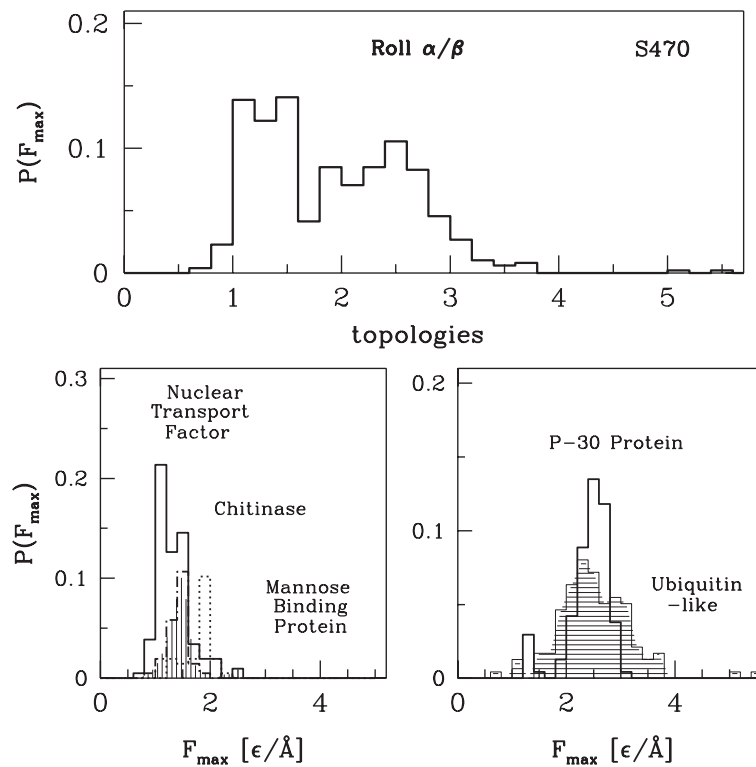 0.2
Roll α/β
S470
P(F_max)
0.1
0
0 1 2 3 4 5
topologies
0.3
Nuclear
Transport
Factor
0.2
Chitinase
P(F_max)
0.1
Mannose
Binding
Protein
0
0 2 4
F_max [ϵ/Å]
0.2
P−30 Protein
0.1
Ubiquitin
−like
0
0 2 4
F_max [ϵ/Å]